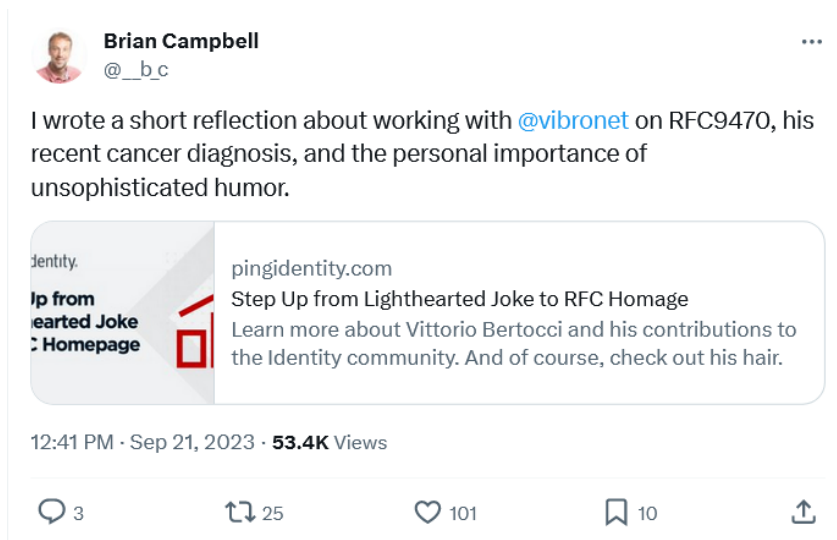 Brian Campbell
@__b_c
I wrote a short reflection about working with @vibronet on RFC9470, his
recent cancer diagnosis, and the personal importance of
unsophisticated humor.
dentity.
Jp from
earted Joke
C Homepage
pingidentity.com
Step Up from Lighthearted Joke to RFC Homage
Learn more about Vittorio Bertocci and his contributions to
the Identity community. And of course, check out his hair.
12:41 PM · Sep 21, 2023 · 53.4K Views
3 25 101 10